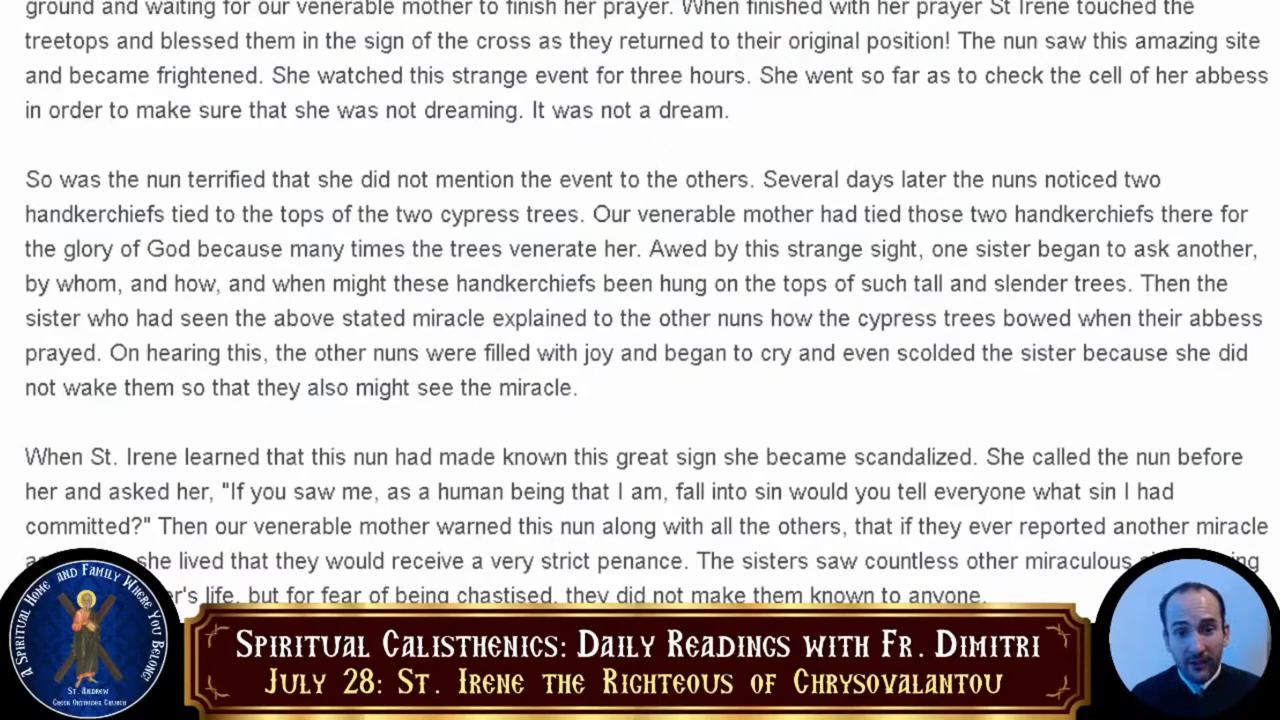 ground and waiting for our venerable mother to finish her prayer. When finished with her prayer St Irene touched the
treetops and blessed them in the sign of the cross as they returned to their original position! The nun saw this amazing site
and became frightened. She watched this strange event for three hours. She went so far as to check the cell of her abbess
in order to make sure that she was not dreaming. It was not a dream.
So was the nun terrified that she did not mention the event to the others. Several days later the nuns noticed two
handkerchiefs tied to the tops of the two cypress trees. Our venerable mother had tied those two handkerchiefs there for
the glory of God because many times the trees venerate her. Awed by this strange sight, one sister began to ask another,
by whom, and how, and when might these handkerchiefs been hung on the tops of such tall and slender trees. Then the
sister who had seen the above stated miracle explained to the other nuns how the cypress trees bowed when their abbess
prayed. On hearing this, the other nuns were filled with joy and began to cry and even scolded the sister because she did
not wake them so that they also might see the miracle.
When St. Irene learned that this nun had made known this great sign she became scandalized. She called the nun before
her and asked her, "If you saw me, as a human being that I am, fall into sin would you tell everyone what sin I had
committed?" Then our venerable mother warned this nun along with all the others, that if they ever reported another miracle
she lived that they would receive a very strict penance. The sisters saw countless other miraculous
life, but for fear of being chastised, they did not make them known to anyone.
A Spiritual Home and Family Where You Belong!
St. Andrew
Greek Orthodox Church
Spiritual Calisthenics: Daily Readings with Fr. Dimitri
July 28: St. Irene the Righteous of Chrysovalantou